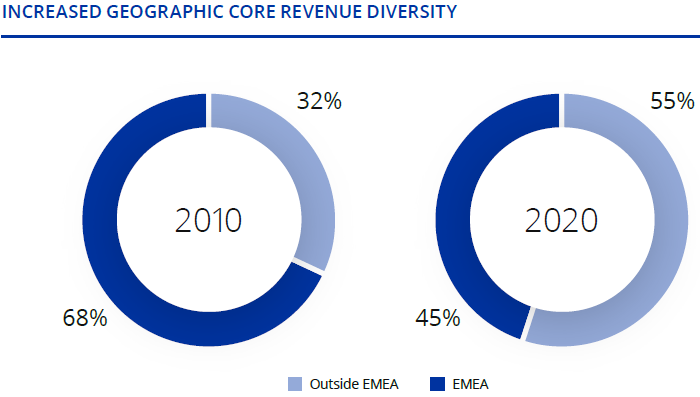 INCREASED GEOGRAPHIC CORE REVENUE DIVERSITY
32%
55%
2010
2020
68%
45%
Outside EMEA
EMEA